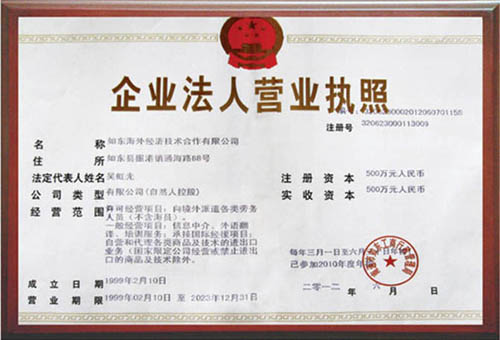 企业法人营业执照
注册号 320623000113009
名 称 如东海外经济技术合作有限公司
住 所 如东县掘港镇通海路68号
法定代表人姓名
注 册 资 本 500万元人民币
公 司 类 型 有限公司(自然人控股)
实 收 资 本 500万元人民币
经 营 范 围 许可经营项目：向境外派遣各类劳务
人员(不含海员)。
一般经营项目：信息中介、外语翻
译、培训服务；承接国际经援项目；
自营和代理各类商品及技术的进出口
业务(国家限定公司经营或禁止进出
口的商品及技术除外)。
每年三月一日至六月
已参加2010年度年
成 立 日 期 1999年2月10日
营 业 期 限 1999年02月10日 至 2023年12月31日
二〇一二 年 六 月 日